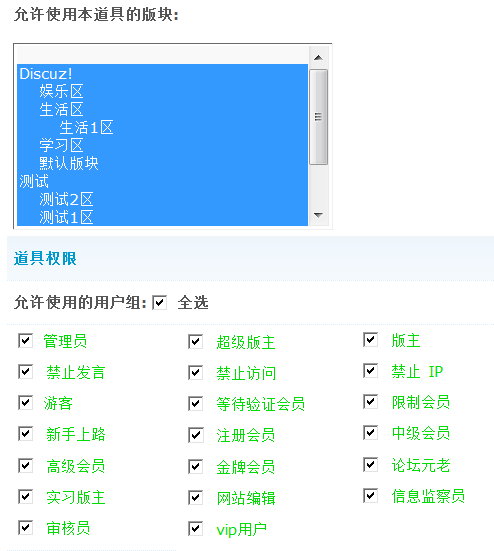 允许使用本道具的版块:
Discuz!
娱乐区
生活区
生活1区
学习区
默认版块
测试
测试2区
测试1区
道具权限
允许使用的用户组: 全选
管理员 超级版主 版主
禁止发言 禁止访问 禁止 IP
游客 等待验证会员 限制会员
新手上路 注册会员 中级会员
高级会员 金牌会员 论坛元老
实习版主 网站编辑 信息监察员
审核员 vip用户